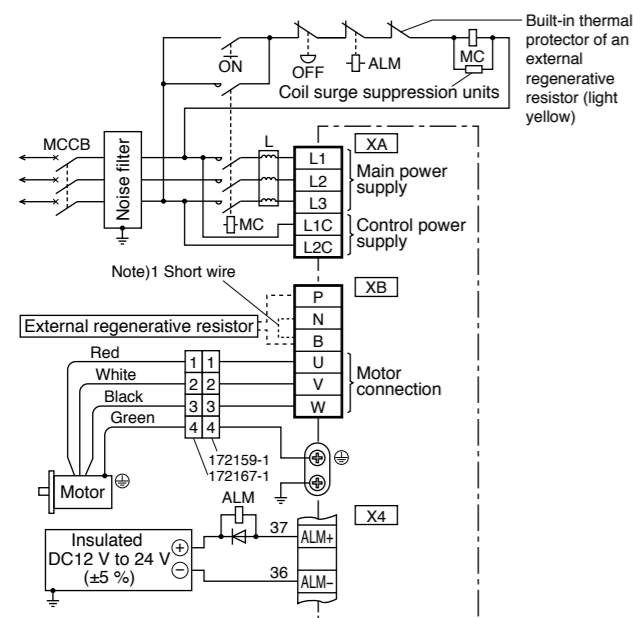 Built-in thermal
protector of an
external
regenerative
resistor (light
yellow)
ON
OFF
ALM
MC
Coil surge suppression units
MCCB
Noise filter
L
MC
XA
L1
L2
L3
L1C
L2C
Main power
supply
Control power
supply
Note)1 Short wire
External regenerative resistor
XB
P
N
B
U
V
W
Motor
connection
Red
White
Black
Green
1 1
2 2
3 3
4 4
172159-1
172167-1
Motor
ALM
X4
Insulated
DC12 V to 24 V
(±5 %)
+
−
37
ALM+
36
ALM−